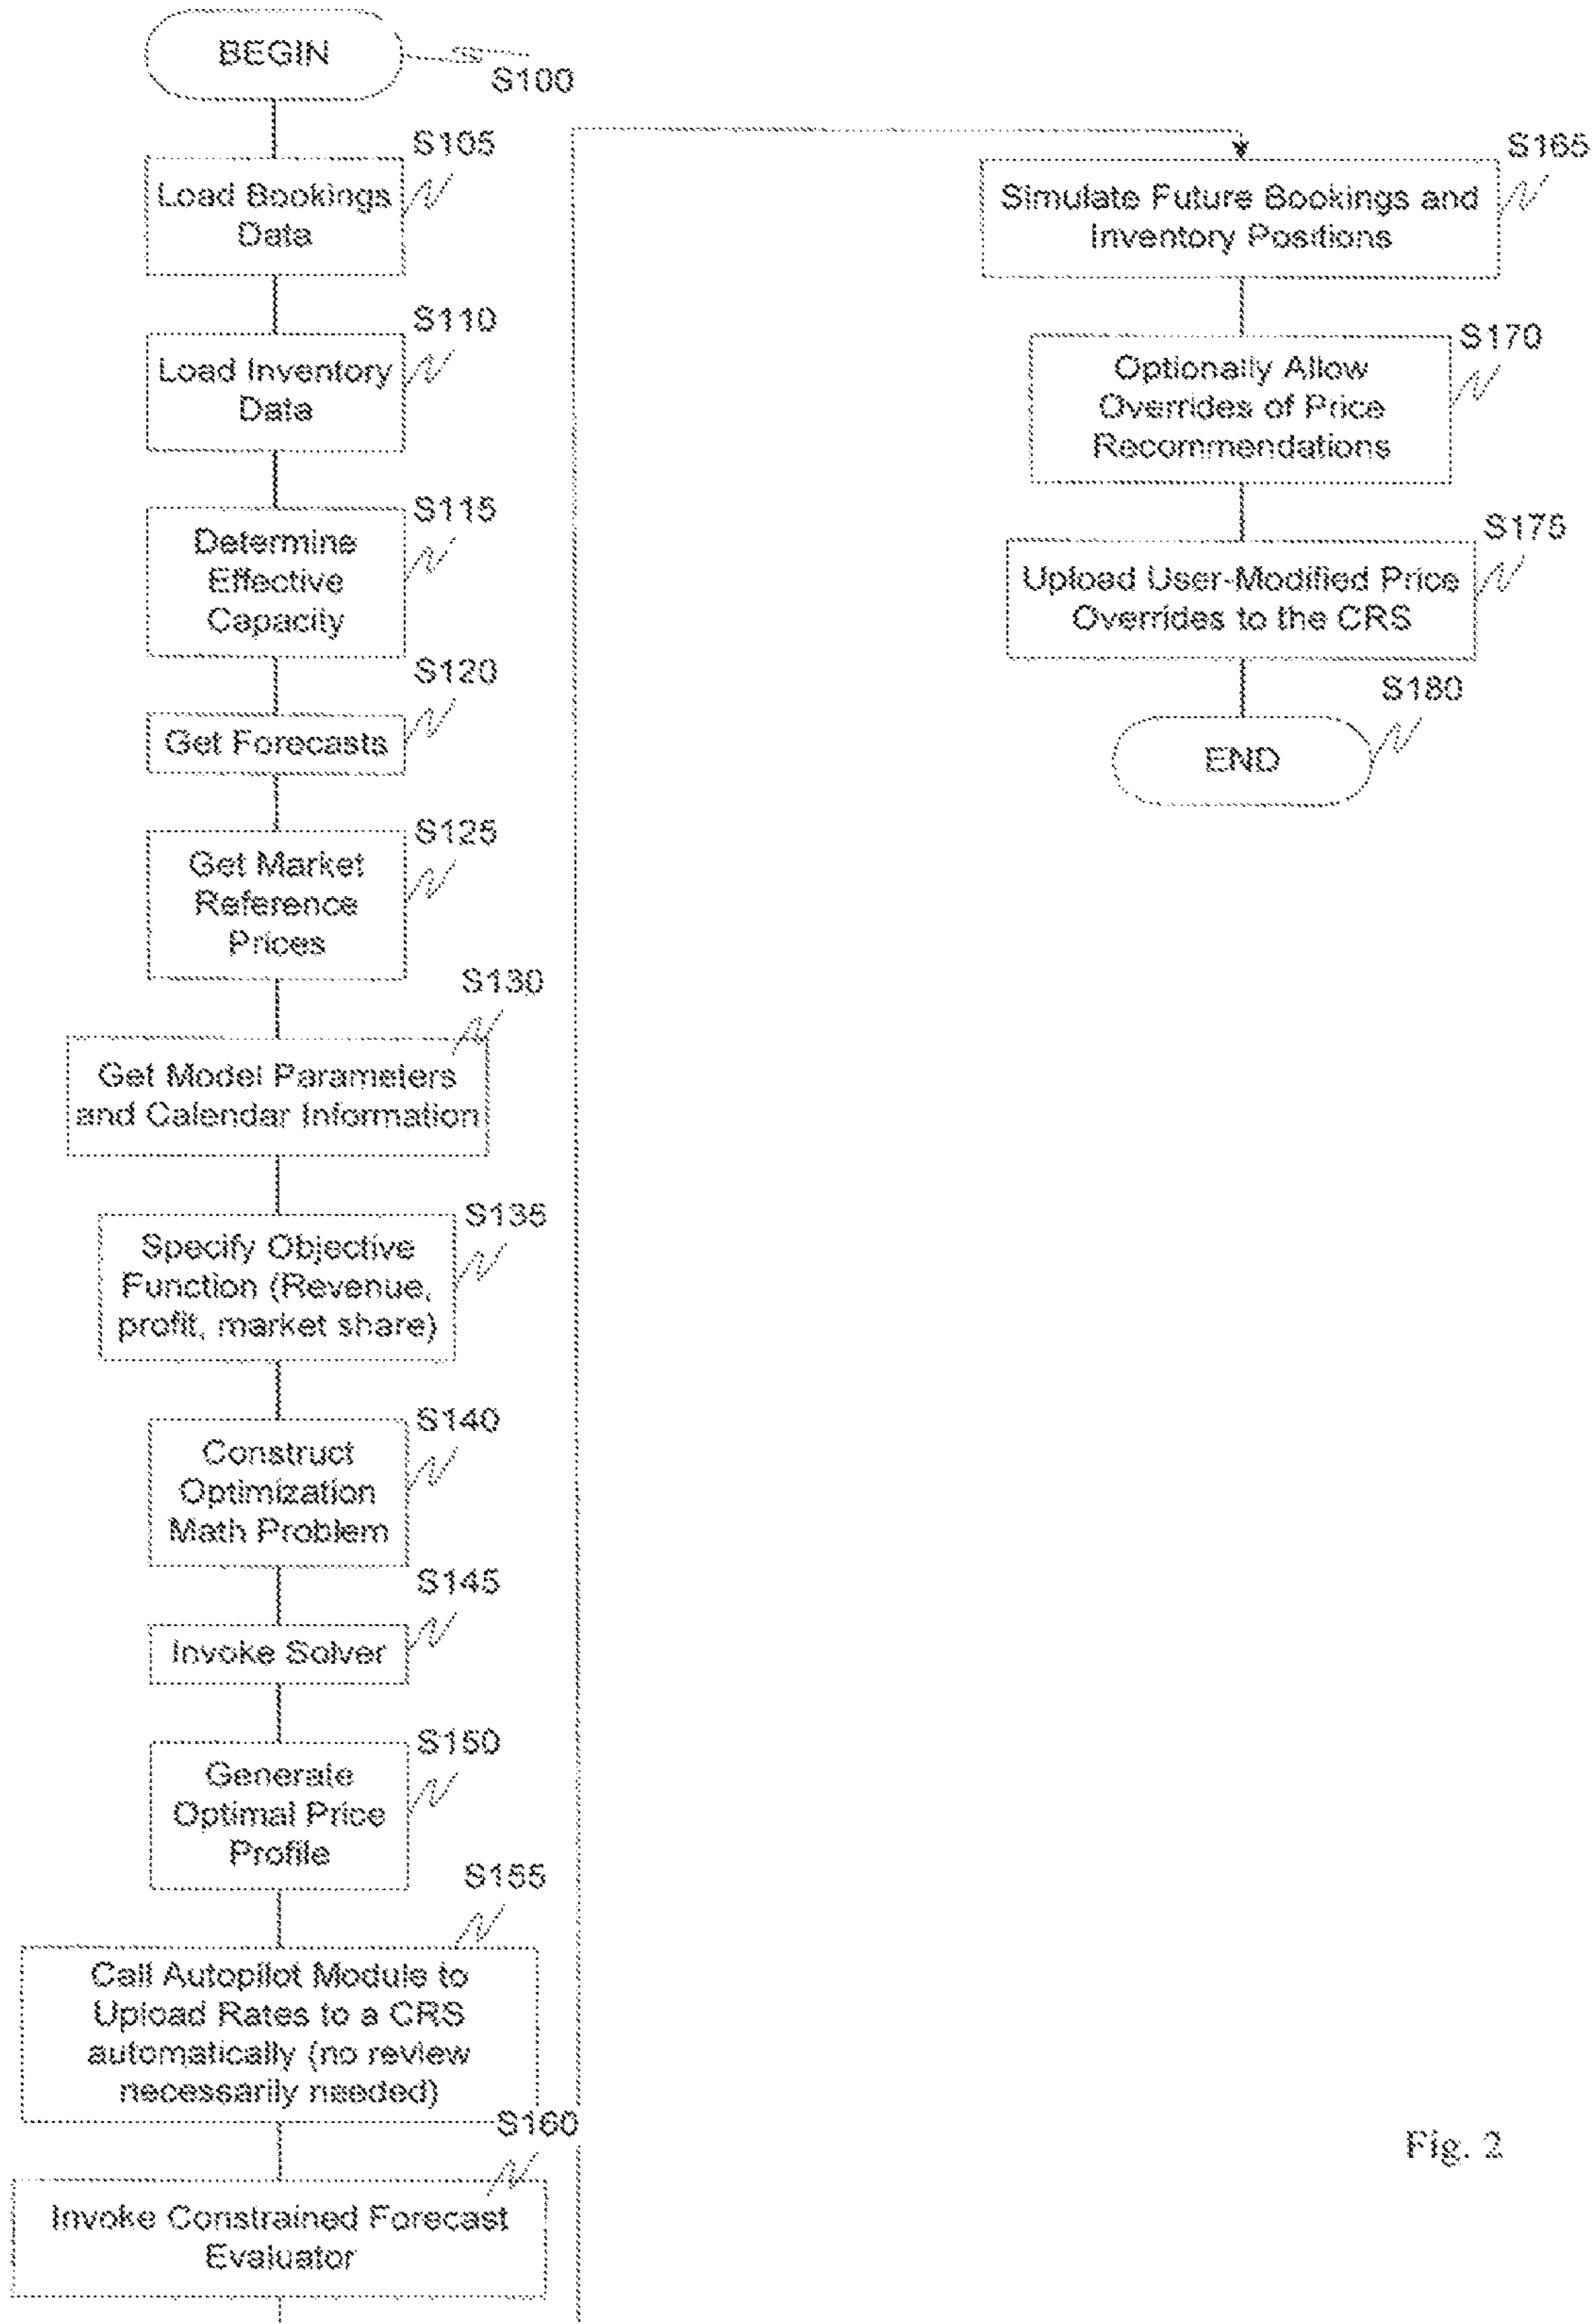 BEGIN
S100
S105
Load Bookings
Data
S110
Load Inventory
Data
S115
Determine
Effective
Capacity
S120
Get Forecasts
S125
Get Market
Reference
Prices
S130
Get Model Parameters
and Calendar Information
S135
Specify Objective
Function (Revenue,
profit, market share)
S140
Construct
Optimization
Math Problem
S145
Invoke Solver
S150
Generate
Optimal Price
Profile
S155
Call Autopilot Module to
Upload Rates to a CRS
automatically (no review
necessarily needed)
S160
Invoke Constrained Forecast
Evaluator
S165
Simulate Future Bookings and
Inventory Positions
S170
Optionally Allow
Overrides of Price
Recommendations
S175
Upload User-Modified Price
Overrides to the CRS
S180
END
Fig. 2